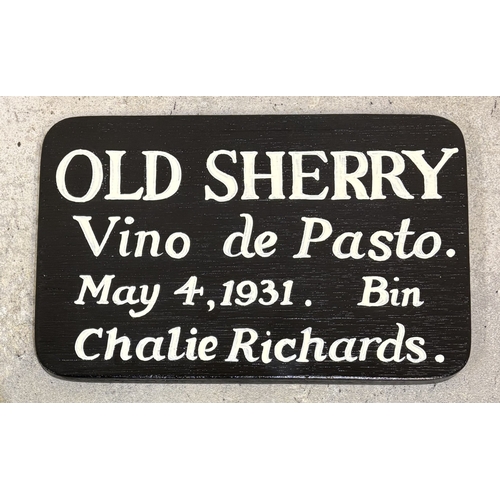 OLD SHERRY
Vino de Pasto.
May 4, 1931. Bin
Chalie Richards.